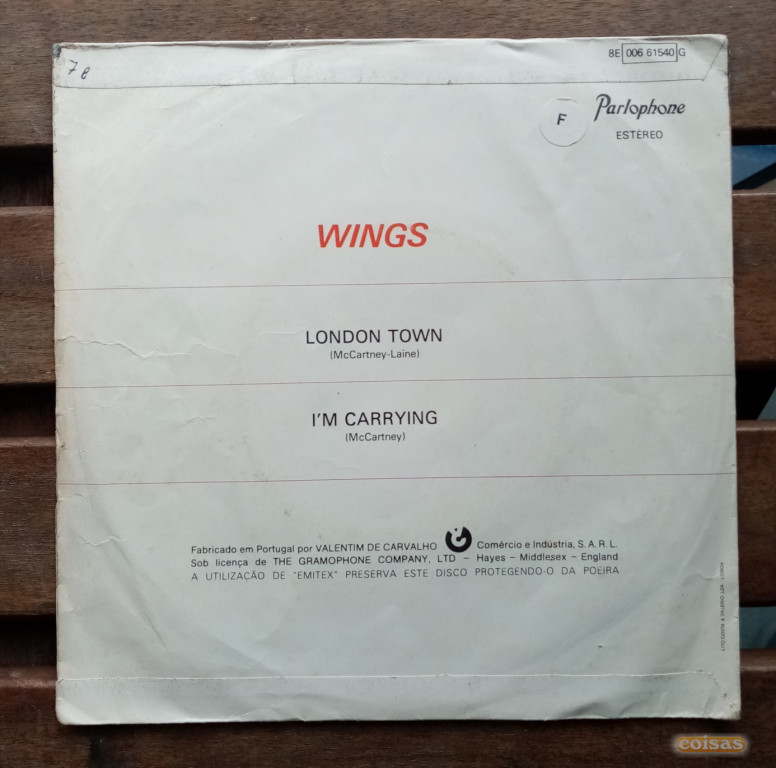 78
8E 006 61540 G
F
Parlophone
ESTÉREO
WINGS
LONDON TOWN
(McCartney-Laine)
I'M CARRYING
(McCartney)
Fabricado em Portugal por VALENTIM DE CARVALHO Comércio e Indústria, S. A. R. L.
Sob licença de THE GRAMOPHONE COMPANY, LTD – Hayes – Middlesex – England
A UTILIZAÇÃO DE "EMITEX" PRESERVA ESTE DISCO PROTEGENDO-O DA POEIRA
coisas